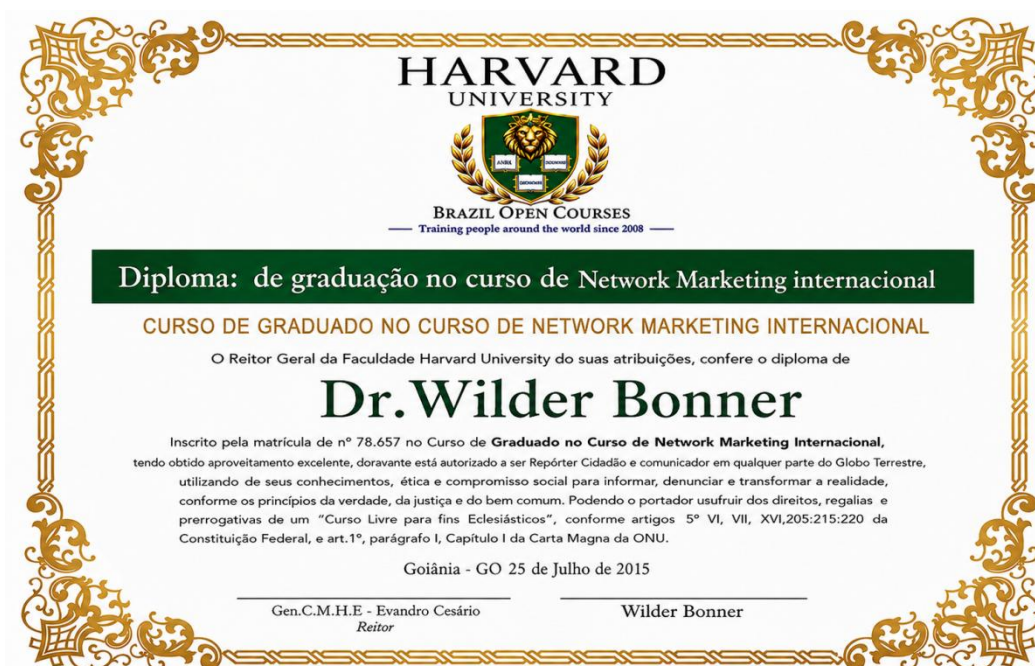 HARVARD
UNIVERSITY
BRAZIL OPEN COURSES
Training people around the world since 2008
Diploma: de graduação no curso de Network Marketing internacional
CURSO DE GRADUADO NO CURSO DE NETWORK MARKETING INTERNACIONAL
O Reitor Geral da Faculdade Harvard University do suas atribuições, confere o diploma de
Dr.Wilder Bonner
Inscrito pela matrícula de nº 78.657 no Curso de Graduado no Curso de Network Marketing Internacional,
tendo obtido aproveitamento excelente, doravante está autorizado a ser Repórter Cidadão e comunicador em qualquer parte do Globo Terrestre,
utilizando de seus conhecimentos, ética e compromisso social para informar, denunciar e transformar a realidade,
conforme os princípios da verdade, da justiça e do bem comum. Podendo o portador usufruir dos direitos, regalias e
prerrogativas de um "Curso Livre para fins Eclesiásticos", conforme artigos 5º VI, VII, XVI,205:215:220 da
Constituição Federal, e art.1º, parágrafo I, Capítulo I da Carta Magna da ONU.
Goiânia - GO 25 de Julho de 2015
Gen.C.M.H.E - Evandro Cesário
Reitor
Wilder Bonner